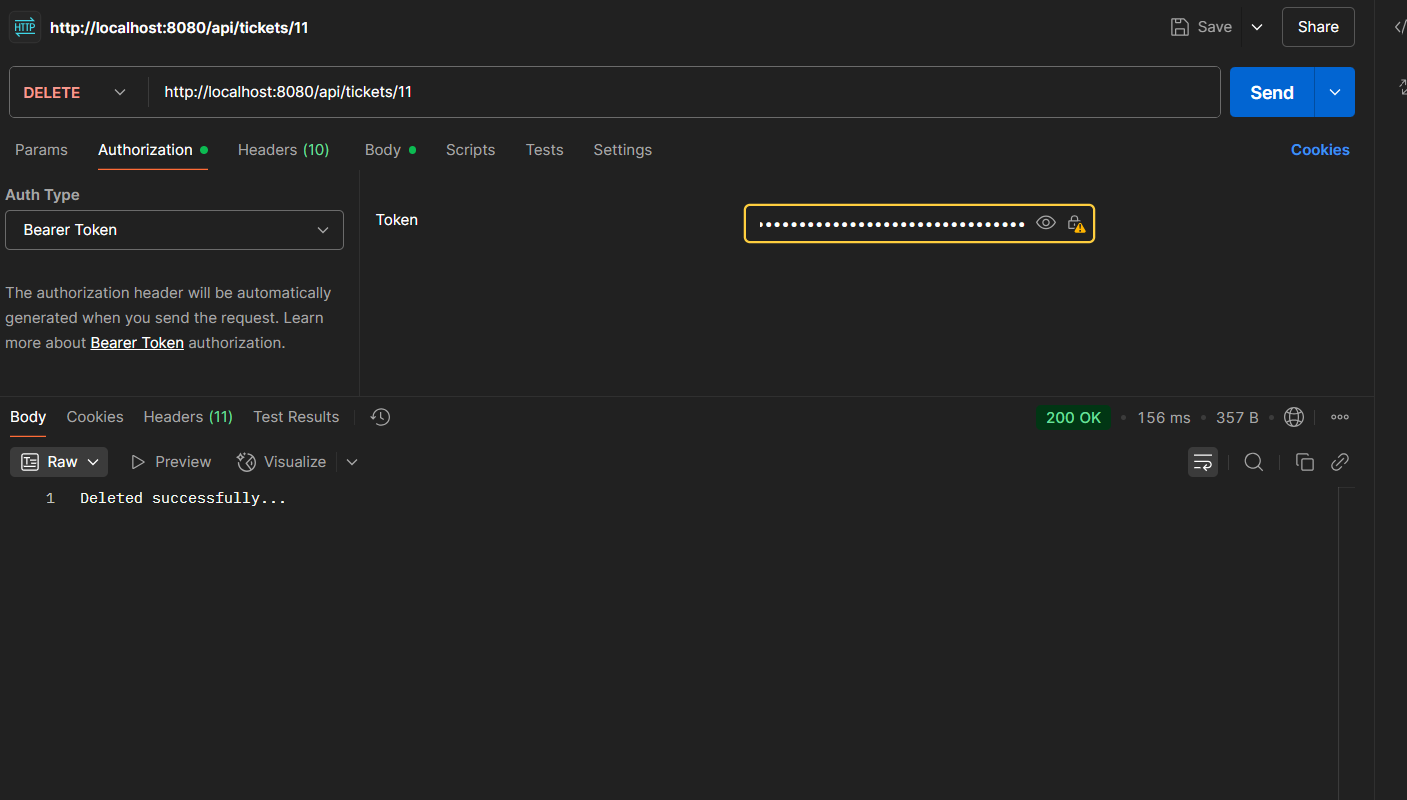 HTTP http://localhost:8080/api/tickets/11 Save Share
DELETE http://localhost:8080/api/tickets/11 Send
Params Authorization Headers (10) Body Scripts Tests Settings Cookies
Auth Type
Bearer Token
Token
The authorization header will be automatically
generated when you send the request. Learn
more about Bearer Token authorization.
Body Cookies Headers (11) Test Results 200 OK • 156 ms • 357 B •
Raw Preview Visualize
1 Deleted successfully...